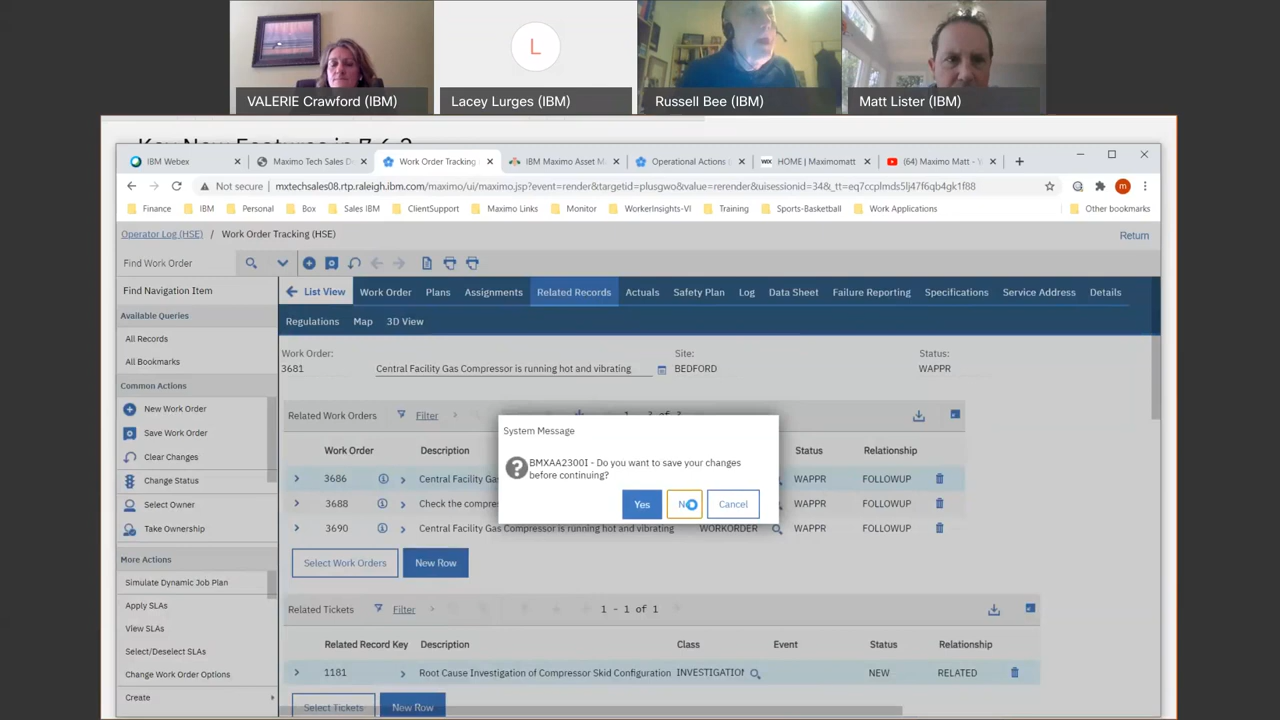 L
VALERIE Crawford (IBM)
Lacey Lurges (IBM)
Russell Bee (IBM)
Matt Lister (IBM)
IBM Webex
Maximo Tech Sales D
Work Order Tracking
IBM Maximo Asset M
Operational Actions
WIX HOME | Maximomatt
(64) Maximo Matt -
Not secure | mxtechsales08.rtp.raleigh.ibm.com/maximo/ui/maximo.jsp?event=render&targetid=plusgwo&value=rerender&uisessionid=34&_tt=eq7ccplmds5lj47f6qb4gk1f88
Finance IBM Personal Box Sales IBM ClientSupport Maximo Links Monitor WorkerInsights-VI Training Sports-Basketball Work Applications Other bookmarks
Operator Log (HSE) / Work Order Tracking (HSE) Return
Find Work Order
Find Navigation Item
Available Queries
All Records
All Bookmarks
Common Actions
New Work Order
Save Work Order
Clear Changes
Change Status
Select Owner
Take Ownership
More Actions
Simulate Dynamic Job Plan
Apply SLAs
View SLAs
Select/Deselect SLAs
Change Work Order Options
Create
List View Work Order Plans Assignments Related Records Actuals Safety Plan Log Data Sheet Failure Reporting Specifications Service Address Details
Regulations Map 3D View
Work Order: Site: Status:
3681 Central Facility Gas Compressor is running hot and vibrating BEDFORD WAPPR
Related Work Orders Filter
Work Order Description Status Relationship
3686 Central Facility Ga WAPPR FOLLOWUP
3688 Check the compre WAPPR FOLLOWUP
3690 Central Facility Gas Compressor is running hot and vibrating WORKORDER WAPPR FOLLOWUP
System Message
BMXAA2300I - Do you want to save your changes
before continuing?
Yes Cancel
Select Work Orders New Row
Related Tickets Filter 1 - 1 of 1
Related Record Key Description Class Event Status Relationship
1181 Root Cause Investigation of Compressor Skid Configuration INVESTIGATION NEW RELATED
Select Tickets New Row